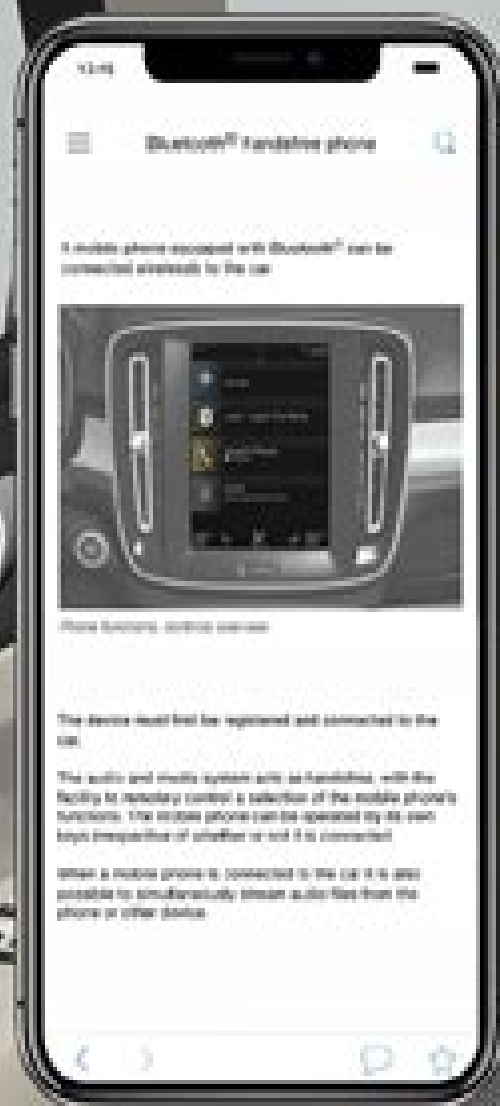 Bluetooth® handsfree phone
A mobile phone equipped with Bluetooth® can be
connected wirelessly to the car.
Phone functions, controls overview.
The device must first be registered and connected to the
car.
The audio and media system acts as handsfree, with the
facility to remotely control a selection of the mobile phone's
functions. The mobile phone can be operated by its own
keys irrespective of whether or not it is connected.
When a mobile phone is connected to the car it is also
possible to simultaneously stream audio files from the
phone or other device.